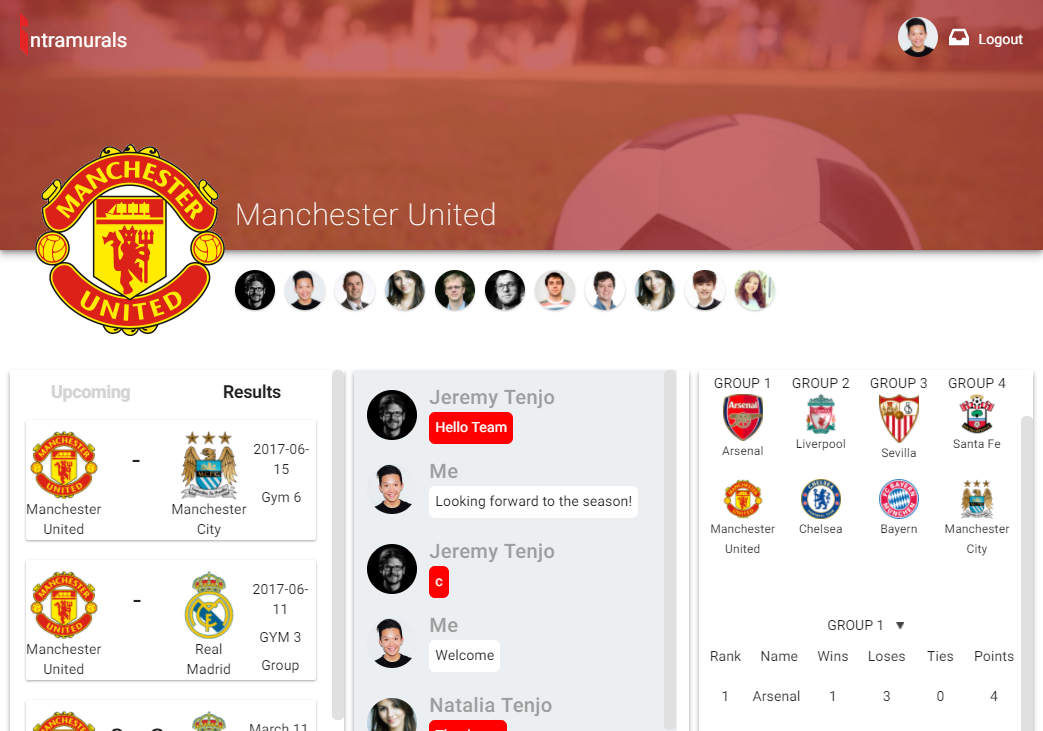 Intramurals
Logout
MANCHESTER
UNITED
Manchester United
Upcoming
Results
Manchester
United
-
Manchester
City
2017-06-
15
Gym 6
Manchester
United
-
Real
Madrid
2017-06-
11
GYM 3
Group
March 11
Jeremy Tenjo
Hello Team
Me
Looking forward to the season!
Jeremy Tenjo
c
Me
Welcome
Natalia Tenjo
GROUP 1 GROUP 2 GROUP 3 GROUP 4
Arsenal
Arsenal Liverpool Sevilla Santa Fe
Manchester
United
Chelsea
Bayern
Manchester
City
GROUP 1 ▼
Rank Name Wins Loses Ties Points
1 Arsenal 1 3 0 4